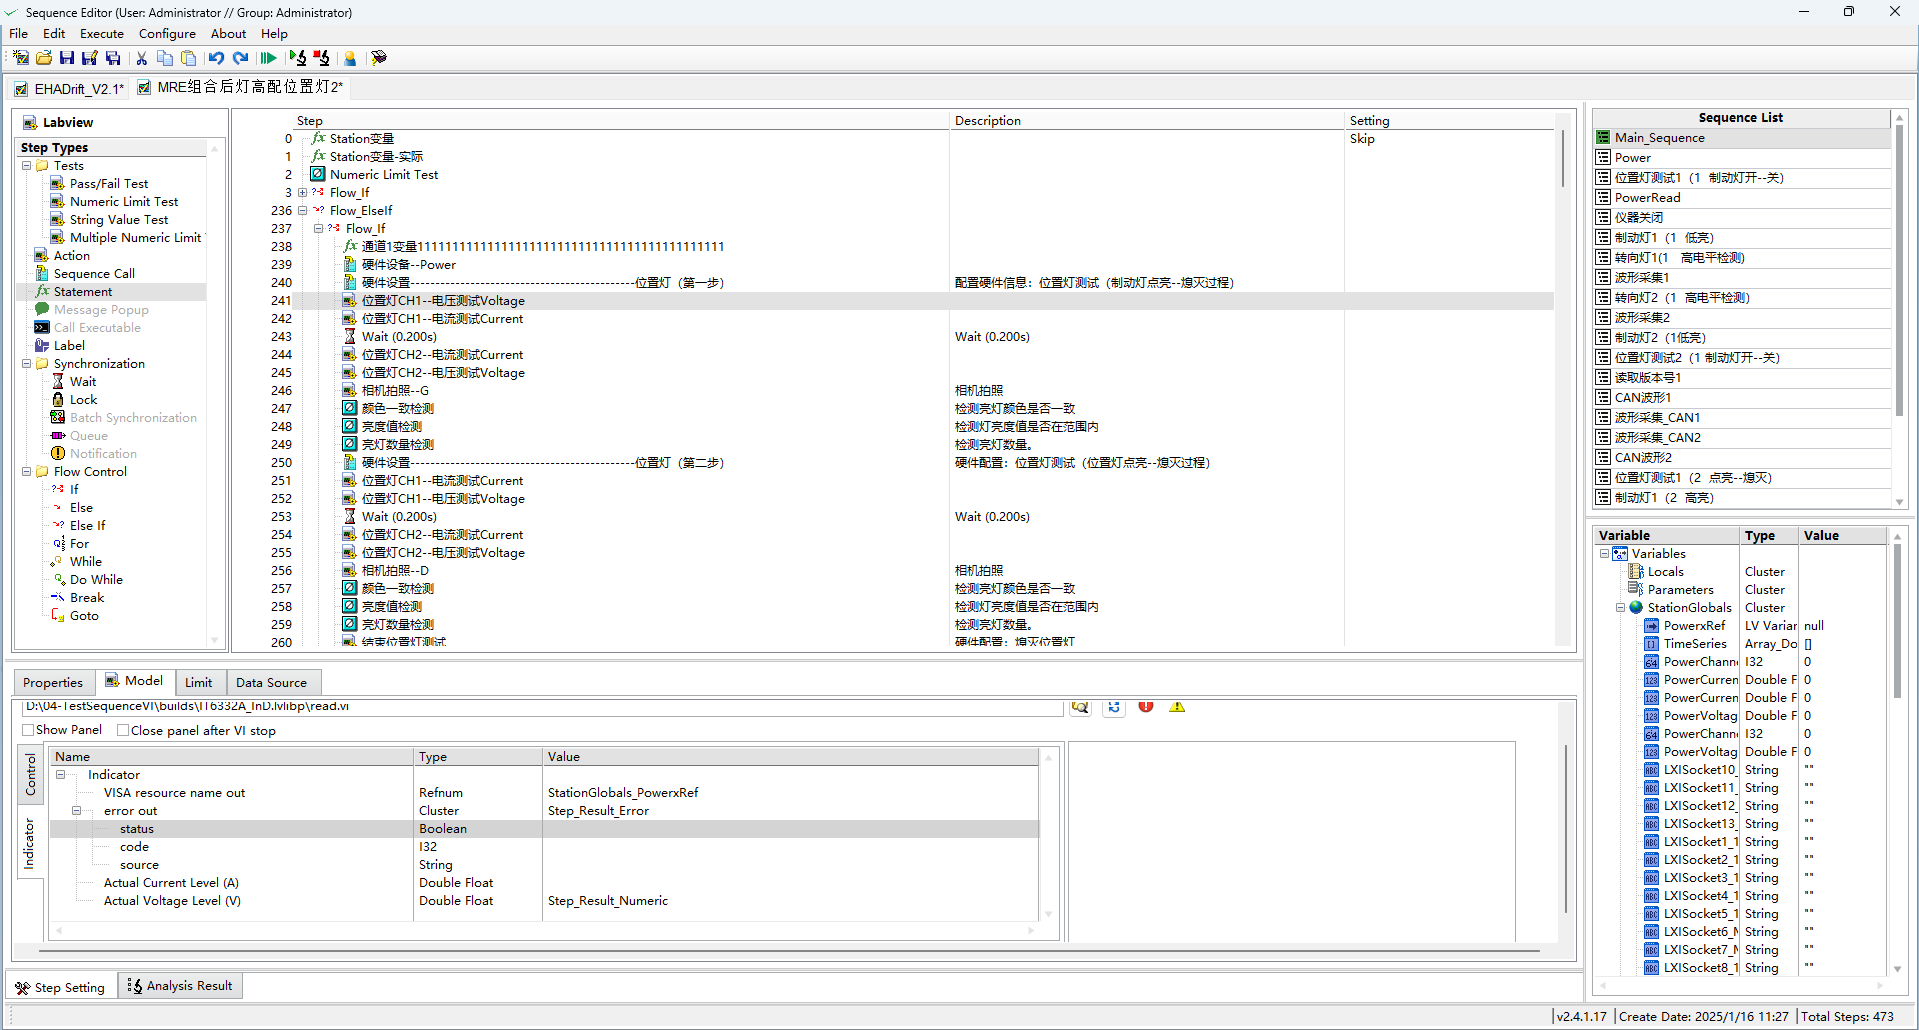 Sequence Editor (User: Administrator // Group: Administrator)
File Edit Execute Configure About Help
EHADrift_V2.1* MRE组合后灯高配位置灯2*
Labview
Step Types
Tests
Pass/Fail Test
Numeric Limit Test
String Value Test
Multiple Numeric Limit
Action
Sequence Call
Statement
Message Popup
Call Executable
Label
Synchronization
Wait
Lock
Batch Synchronization
Queue
Notification
Flow Control
If
Else
Else If
For
While
Do While
Break
Goto
Step Description Setting
0 Station变量 Skip
1 Station变量-实际
2 Numeric Limit Test
3 Flow_If
236 Flow_ElseIf
237 Flow_If
238 通道1变量11111111111111111111111111111111111111111111
239 硬件设备--Power
240 硬件设置----------------------------------------------位置灯（第一步） 配置硬件信息：位置灯测试（制动灯点亮--熄灭过程）
241 位置灯CH1--电压测试Voltage
242 位置灯CH1--电流测试Current
243 Wait (0.200s) Wait (0.200s)
244 位置灯CH2--电流测试Current
245 位置灯CH2--电压测试Voltage
246 相机拍照--G 相机拍照
247 颜色一致检测 检测亮灯颜色是否一致
248 亮度值检测 检测灯亮度值是否在范围内
249 亮灯数量检测 检测亮灯数量。
250 硬件设置----------------------------------------------位置灯（第二步） 硬件配置：位置灯测试（位置灯点亮--熄灭过程）
251 位置灯CH1--电流测试Current
252 位置灯CH1--电压测试Voltage
253 Wait (0.200s) Wait (0.200s)
254 位置灯CH2--电流测试Current
255 位置灯CH2--电压测试Voltage
256 相机拍照--D 相机拍照
257 颜色一致检测 检测亮灯颜色是否一致
258 亮度值检测 检测灯亮度值是否在范围内
259 亮灯数量检测 检测亮灯数量。
260 结束位置灯测试 硬件配置：熄灭位置灯
Sequence List
Main_Sequence
Power
位置灯测试1（1 制动灯开--关）
PowerRead
仪器关闭
制动灯1（1 低亮）
转向灯1(1 高电平检测)
波形采集1
转向灯2（1 高电平检测）
波形采集2
制动灯2（1低亮）
位置灯测试2（1 制动灯开--关）
读取版本号1
CAN波形1
波形采集_CAN1
波形采集_CAN2
CAN波形2
位置灯测试1（2 点亮--熄灭）
制动灯1（2 高亮）
Variable Type Value
Variables
Locals Cluster
Parameters Cluster
StationGlobals Cluster
PowerxRef LV Varian null
TimeSeries Array_Do []
PowerChann I32 0
PowerCurren Double F 0
PowerCurren Double F 0
PowerVoltag Double F 0
PowerChann I32 0
PowerVoltag Double F 0
LXISocket10_ String ""
LXISocket11_ String ""
LXISocket12_ String ""
LXISocket13_ String ""
LXISocket1_1 String ""
LXISocket2_1 String ""
LXISocket3_1 String ""
LXISocket4_1 String ""
LXISocket5_1 String ""
LXISocket6_M String ""
LXISocket7_M String ""
LXISocket8_1 String ""
Properties Model Limit Data Source
D:\04-TestSequenceVI\builds\IT6332A_InD.lvlibp\read.vi
Show Panel Close panel after VI stop
Control
Indicator
Name Type Value
Indicator
VISA resource name out Refnum StationGlobals_PowerxRef
error out Cluster Step_Result_Error
status Boolean
code I32
source String
Actual Current Level (A) Double Float
Actual Voltage Level (V) Double Float Step_Result_Numeric
Step Setting Analysis Result
v2.4.1.17 Create Date: 2025/1/16 11:27 Total Steps: 473